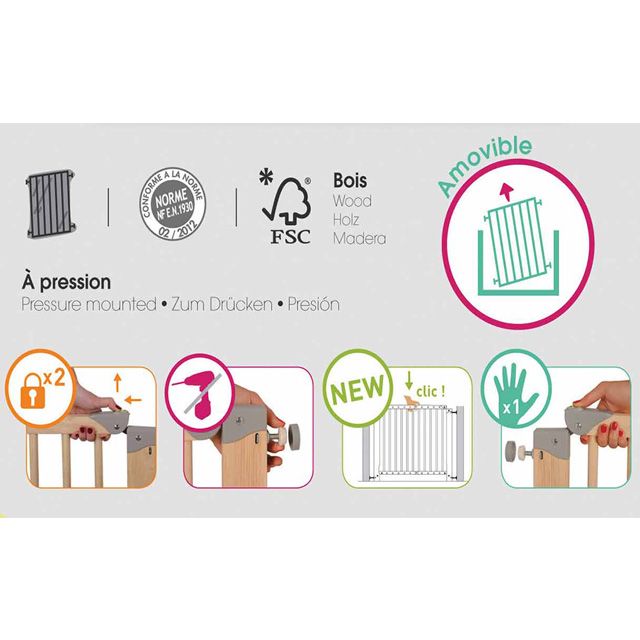 CONFORME A LA NORME
NORME
NF E.N.1930
02 / 2012
*
FSC
Bois
Wood
Holz
Madera
Amovible
À pression
Pressure mounted • Zum Drücken • Presión
x2
NEW
clic !
x1